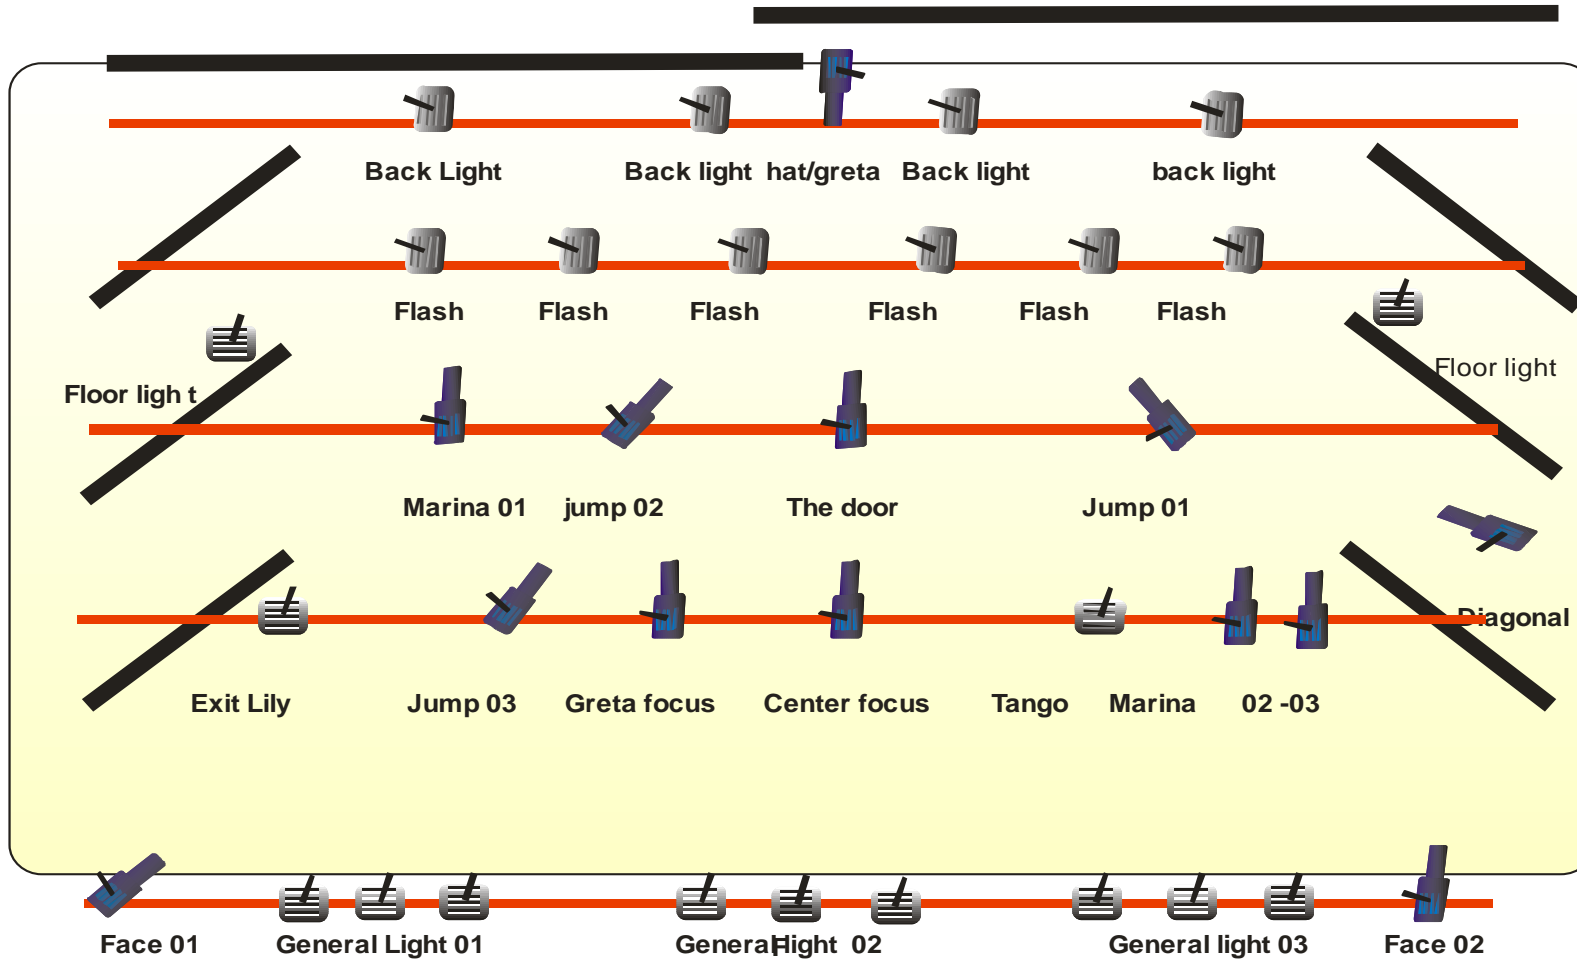 Back Light Back light hat/greta Back light back light
Flash Flash Flash Flash Flash Flash
Floor light
Floor ligh t
Marina 01 jump 02 The door Jump 01
Diagonal
Exit Lily Jump 03 Greta focus Center focus Tango Marina 02 -03
Face 01 General Light 01 General Hight 02 General light 03 Face 02